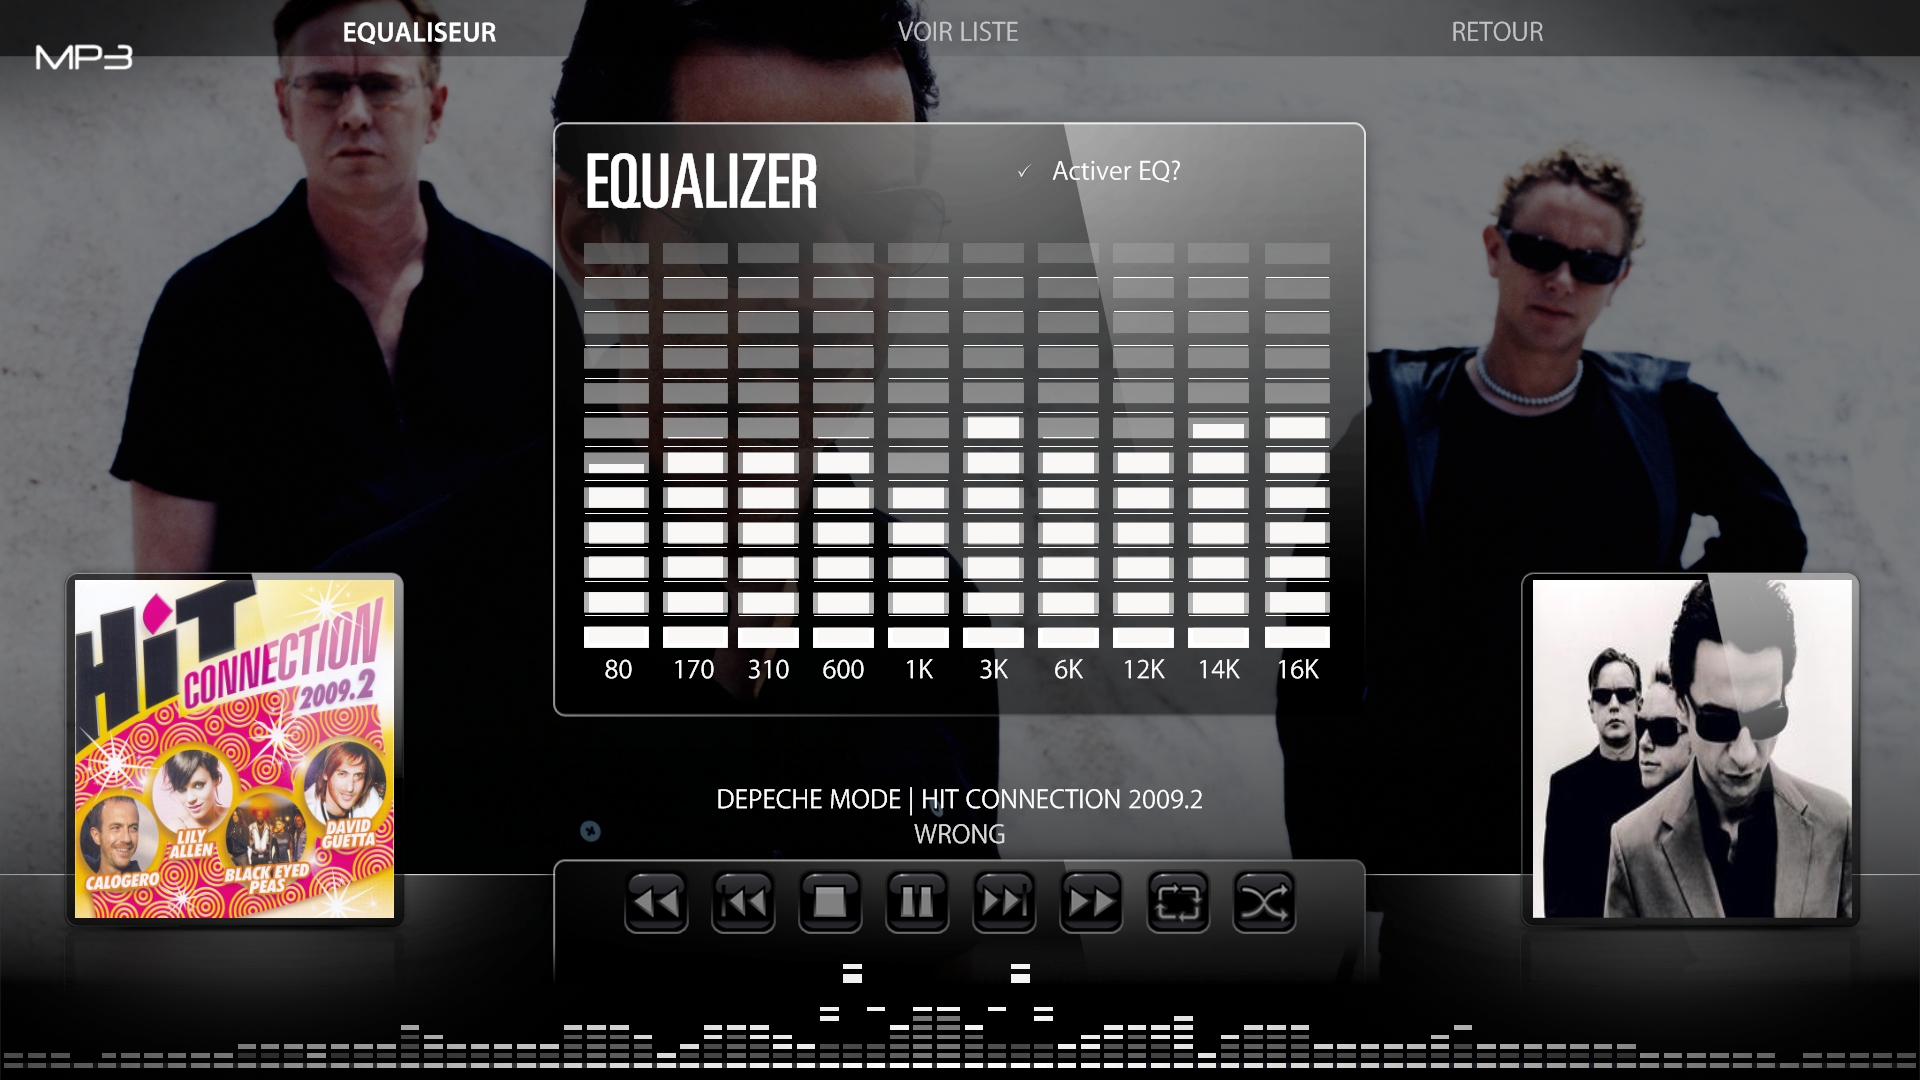 EQUALISEUR
VOIR LISTE
RETOUR
MP3
EQUALIZER
✓ Activer EQ?
80 170 310 600 1K 3K 6K 12K 14K 16K
HiT
CONNECTION
2009.2
LILY
ALLEN
DAVID
GUETTA
CALOGERO
BLACK EYED
PEAS
DEPECHE MODE | HIT CONNECTION 2009.2
WRONG